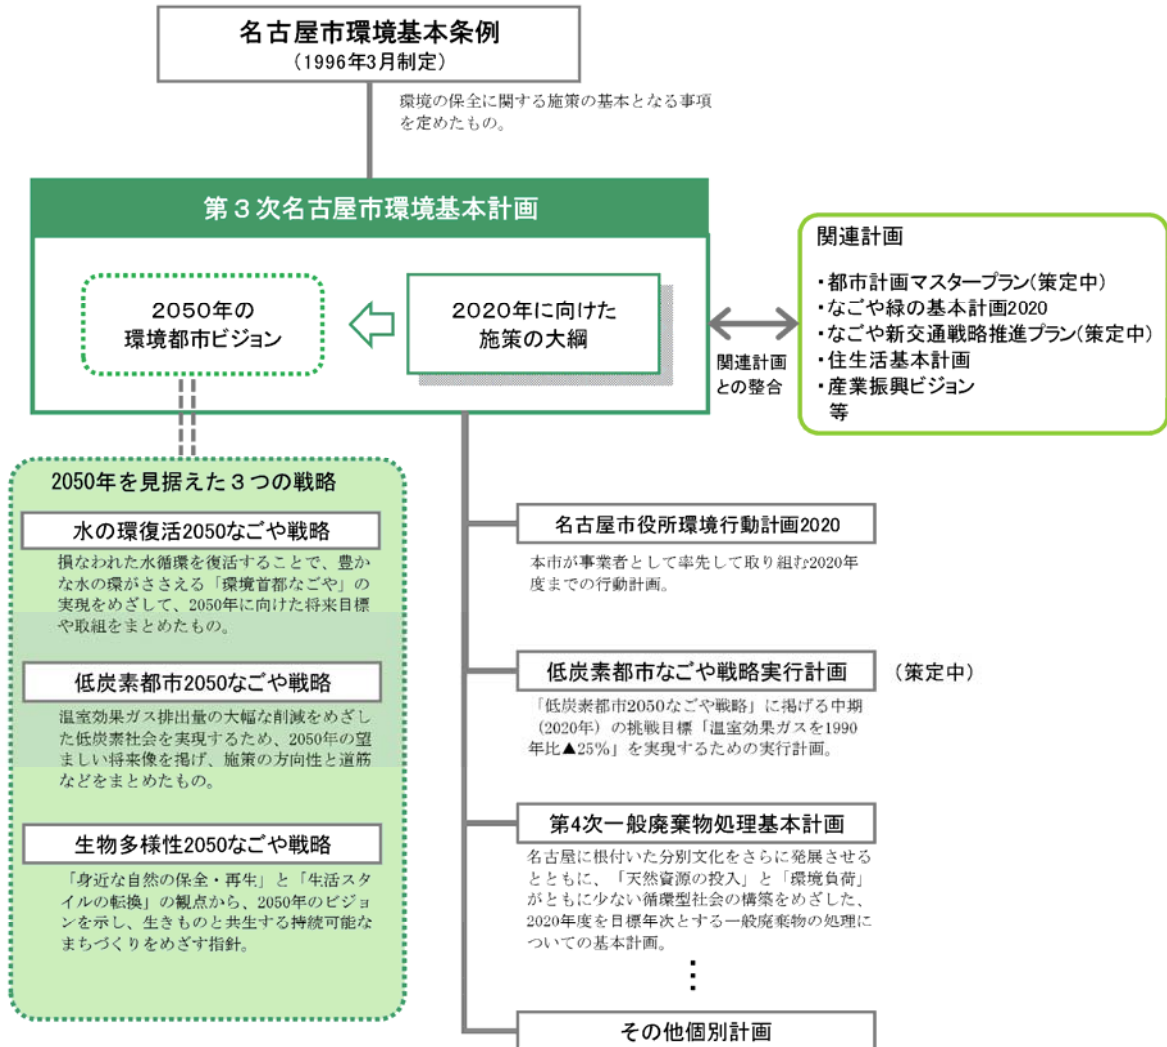 名古屋市環境基本条例
（1996年3月制定）
環境の保全に関する施策の基本となる事項
を定めたもの。
第３次名古屋市環境基本計画
2050年の
環境都市ビジョン
2020年に向けた
施策の大綱
関連計画
との整合
関連計画
・都市計画マスタープラン(策定中)
・なごや緑の基本計画2020
・なごや新交通戦略推進プラン(策定中)
・住生活基本計画
・産業振興ビジョン
等
2050年を見据えた３つの戦略
水の環復活2050なごや戦略
損なわれた水循環を復活することで、豊か
な水の環がささえる「環境首都なごや」の
実現をめざして、2050年に向けた将来目標
や取組をまとめたもの。
低炭素都市2050なごや戦略
温室効果ガス排出量の大幅な削減をめざし
た低炭素社会を実現するため、2050年の望
ましい将来像を掲げ、施策の方向性と道筋
などをまとめたもの。
生物多様性2050なごや戦略
「身近な自然の保全・再生」と「生活スタ
イルの転換」の観点から、2050年のビジョ
ンを示し、生きものと共生する持続可能な
まちづくりをめざす指針。
名古屋市役所環境行動計画2020
本市が事業者として率先して取り組む2020年
度までの行動計画。
低炭素都市なごや戦略実行計画
（策定中）
「低炭素都市2050なごや戦略」に掲げる中期
（2020年）の挑戦目標「温室効果ガスを1990
年比▲25％」を実現するための実行計画。
第4次一般廃棄物処理基本計画
名古屋に根付いた分別文化をさらに発展させる
とともに、「天然資源の投入」と「環境負荷」
がともに少ない循環型社会の構築をめざした、
2020年度を目標年次とする一般廃棄物の処理に
ついての基本計画。
その他個別計画